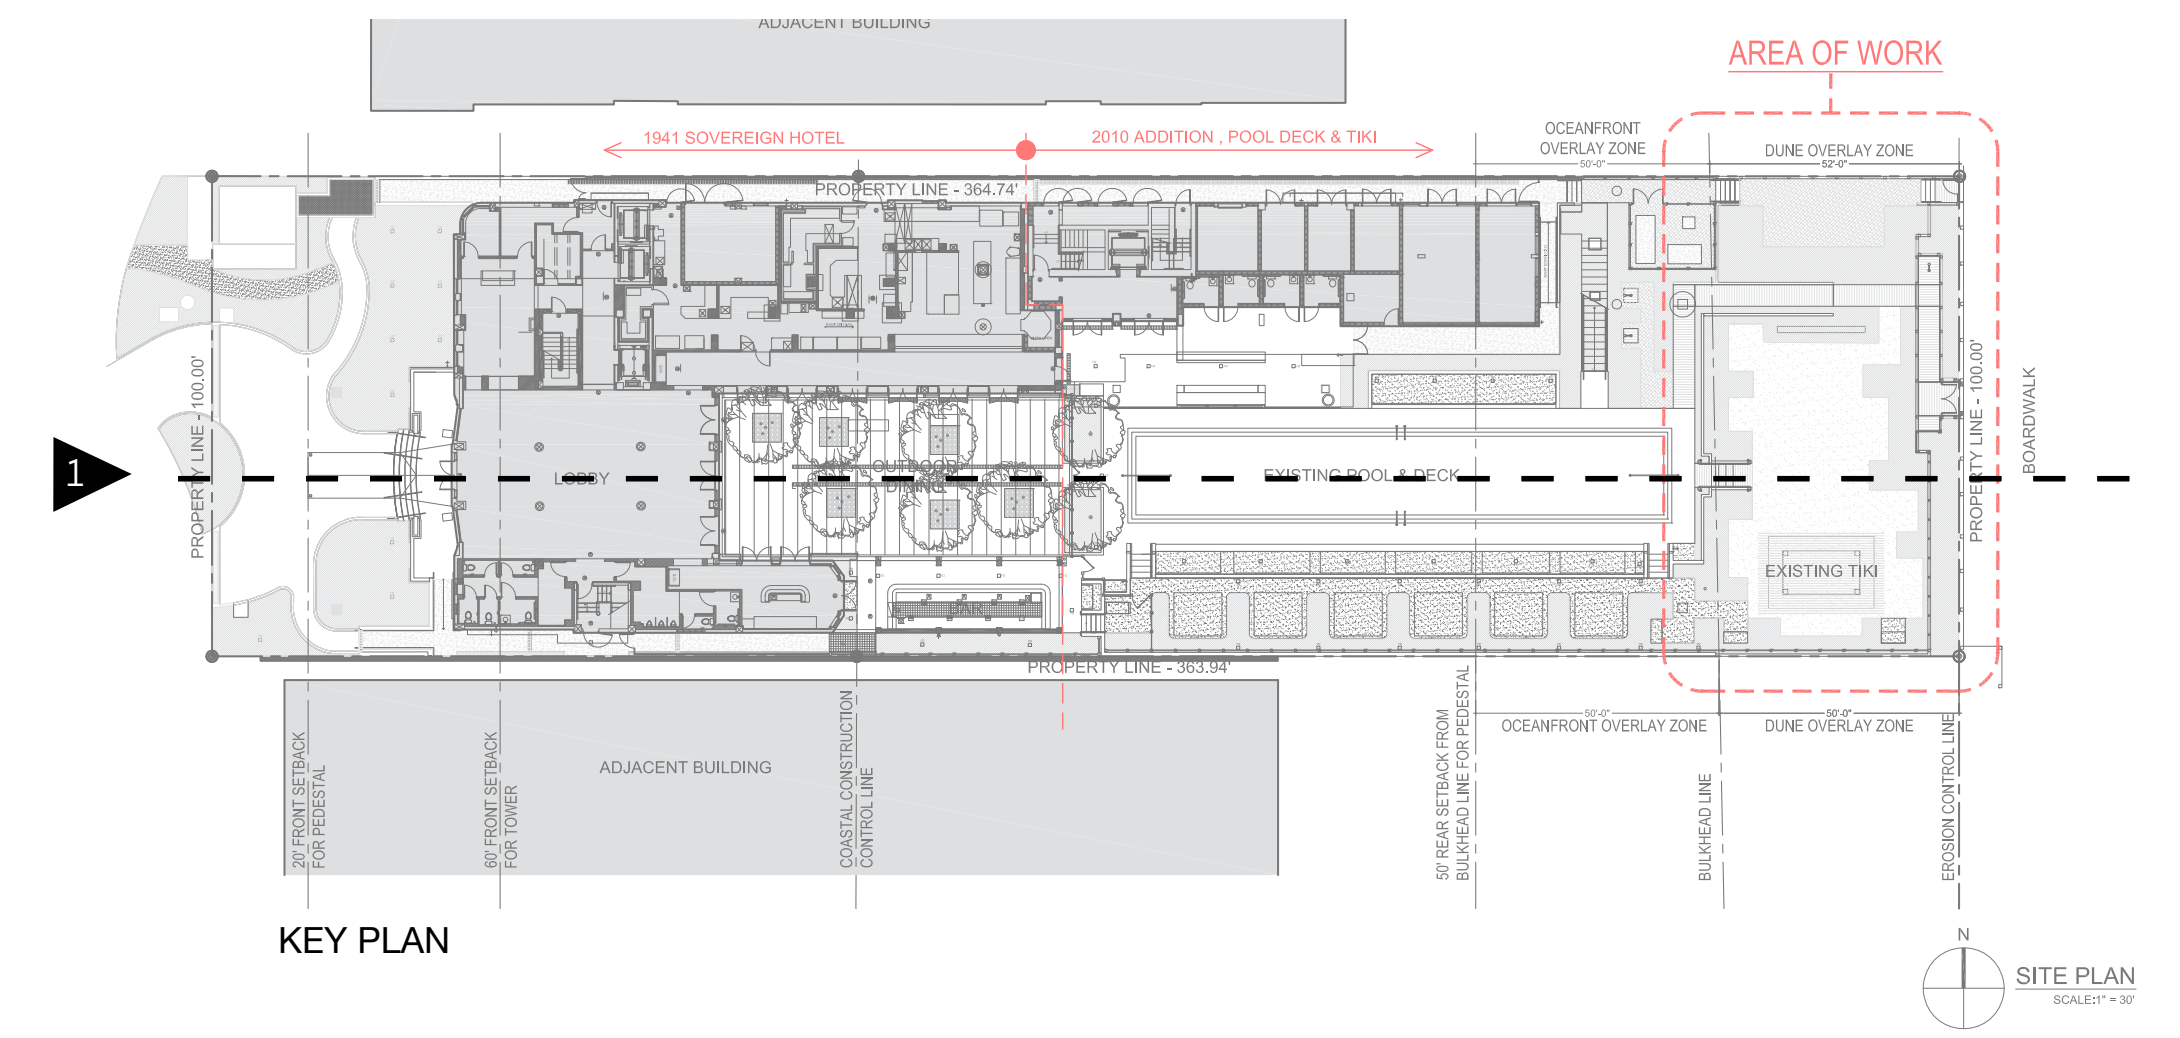 ADJACENT BUILDING
AREA OF WORK
1941 SOVEREIGN HOTEL
2010 ADDITION , POOL DECK & TIKI
OCEANFRONT
OVERLAY ZONE
50'-0"
DUNE OVERLAY ZONE
52'-0"
PROPERTY LINE - 364.74'
PROPERTY LINE - 100.00'
1
LOBBY
OUTDOOR
DINING
EXISTING POOL & DECK
BAR
EXISTING TIKI
PROPERTY LINE - 100.00'
BOARDWALK
PROPERTY LINE - 363.94'
50'-0"
OCEANFRONT OVERLAY ZONE
50'-0"
DUNE OVERLAY ZONE
ADJACENT BUILDING
20' FRONT SETBACK
FOR PEDESTAL
60' FRONT SETBACK
FOR TOWER
COASTAL CONSTRUCTION
CONTROL LINE
50' REAR SETBACK FROM
BULKHEAD LINE FOR PEDESTAL
BULKHEAD LINE
EROSION CONTROL LINE
KEY PLAN
N
SITE PLAN
SCALE:1" = 30'